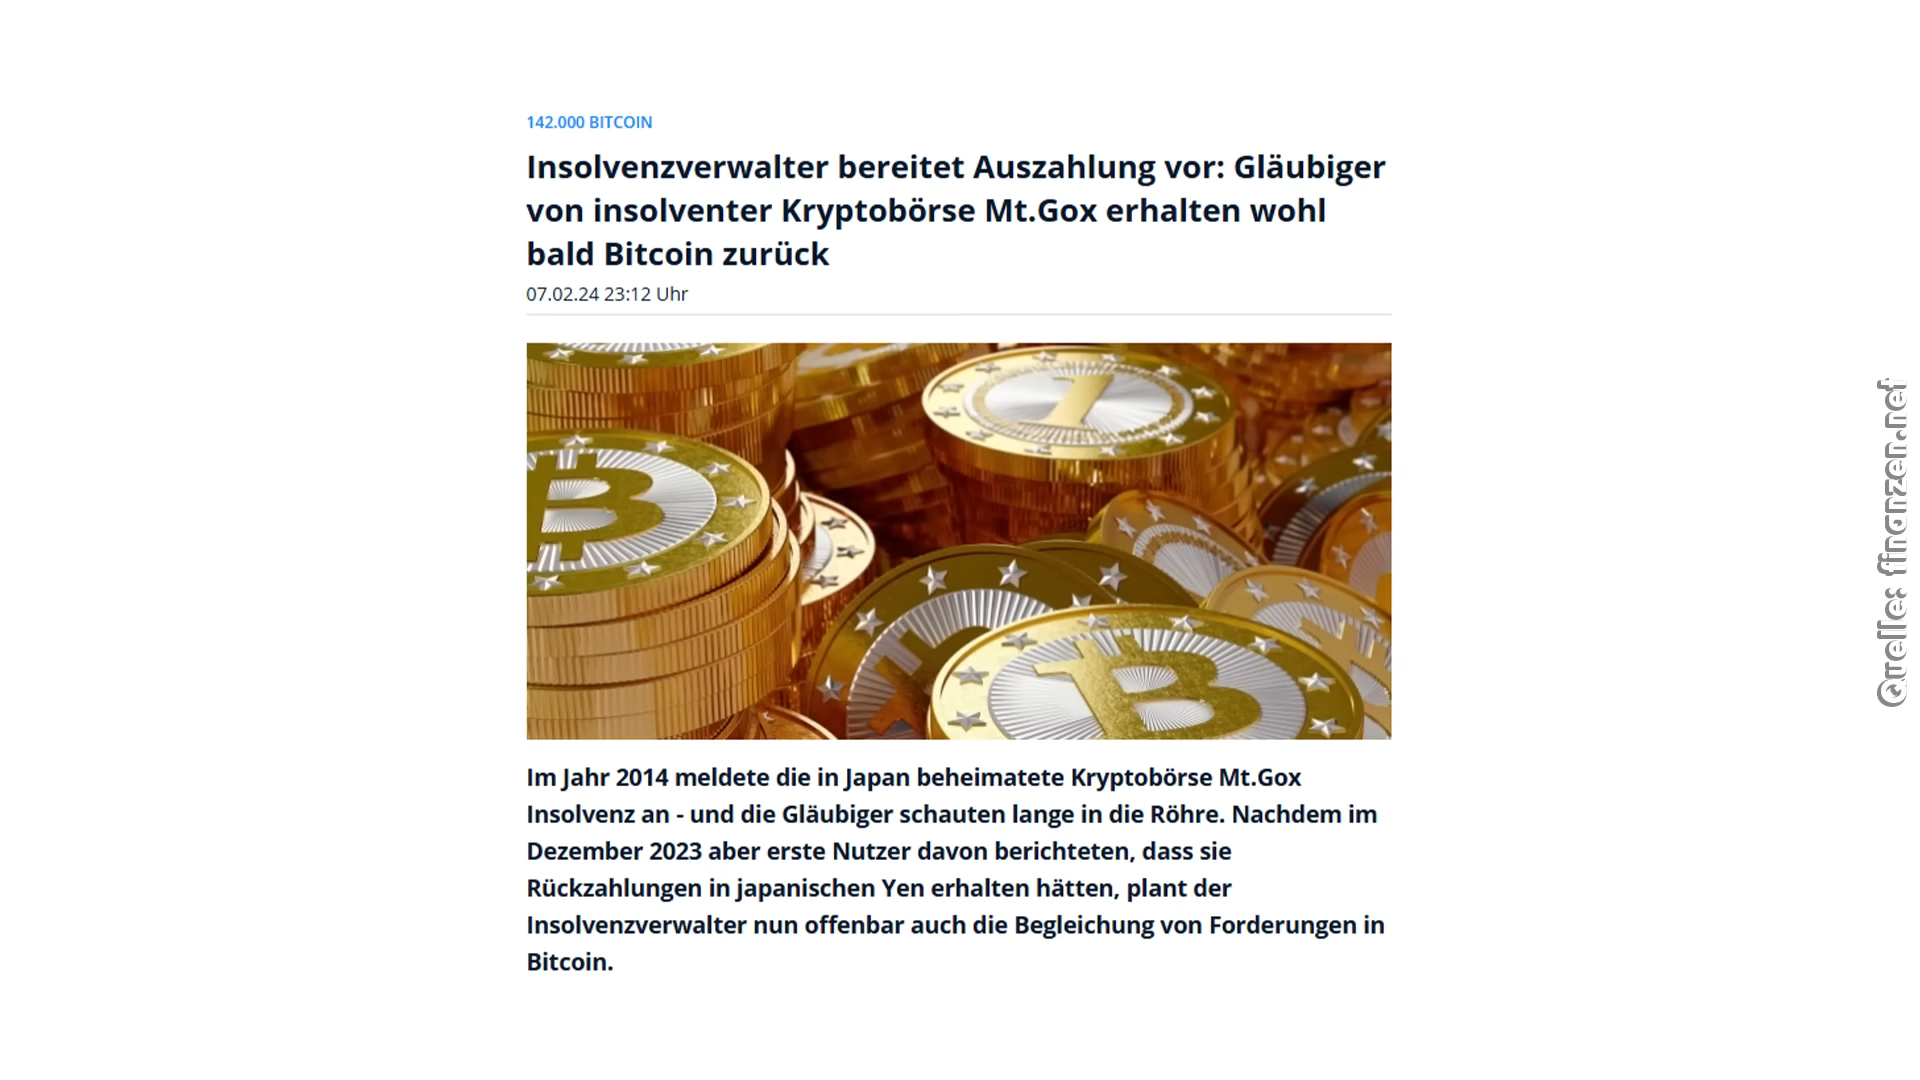 142.000 BITCOIN
Insolvenzverwalter bereitet Auszahlung vor: Gläubiger
von insolventer Kryptobörse Mt.Gox erhalten wohl
bald Bitcoin zurück
07.02.24 23:12 Uhr
Im Jahr 2014 meldete die in Japan beheimatete Kryptobörse Mt.Gox
Insolvenz an - und die Gläubiger schauten lange in die Röhre. Nachdem im
Dezember 2023 aber erste Nutzer davon berichteten, dass sie
Rückzahlungen in japanischen Yen erhalten hätten, plant der
Insolvenzverwalter nun offenbar auch die Begleichung von Forderungen in
Bitcoin.
Quelle: finanzen.net